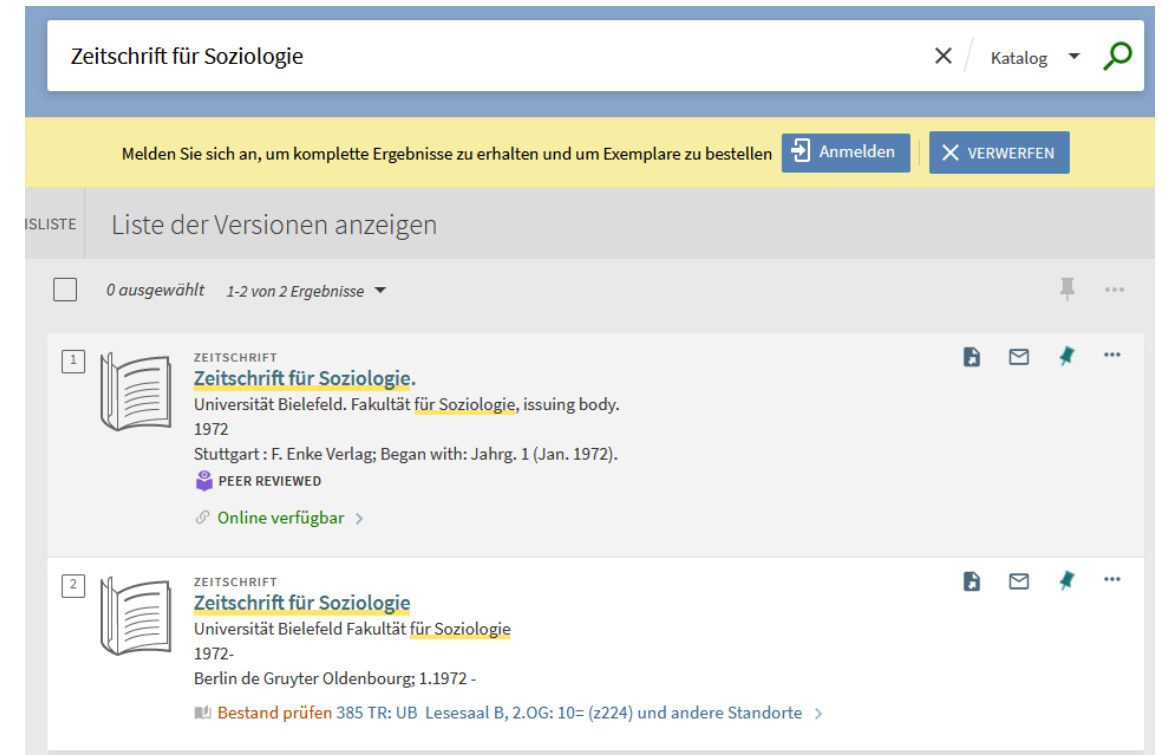 Zeitschrift für Soziologie
Katalog
Melden Sie sich an, um komplette Ergebnisse zu erhalten und um Exemplare zu bestellen Anmelden VERWERFEN
ISLISTE Liste der Versionen anzeigen
0 ausgewählt 1-2 von 2 Ergebnisse
1
ZEITSCHRIFT
Zeitschrift für Soziologie.
Universität Bielefeld. Fakultät für Soziologie, issuing body.
1972
Stuttgart : F. Enke Verlag; Began with: Jahrg. 1 (Jan. 1972).
PEER REVIEWED
Online verfügbar
2
ZEITSCHRIFT
Zeitschrift für Soziologie
Universität Bielefeld Fakultät für Soziologie
1972-
Berlin de Gruyter Oldenbourg; 1.1972 -
Bestand prüfen 385 TR: UB Lesesaal B, 2.OG: 10= (z224) und andere Standorte